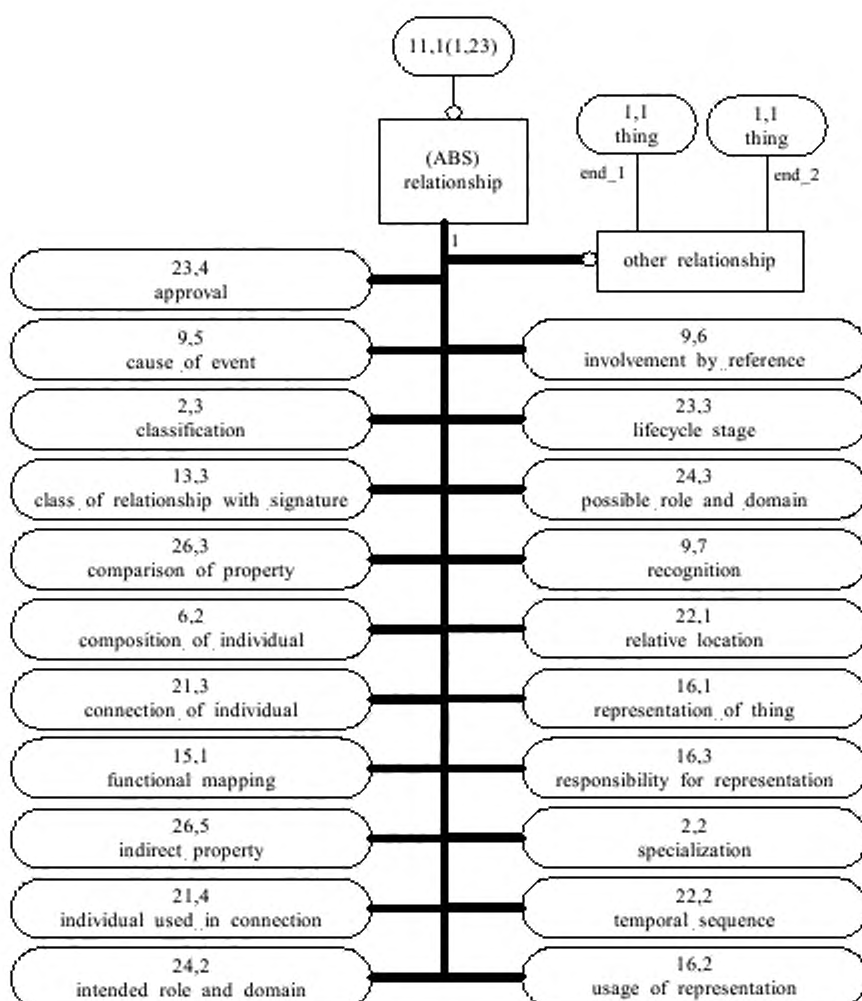 11,1(1,23)
(ABS)
relationship
1,1
thing
1,1
thing
end_1
end_2
1
other relationship
23,4
approval
9,5
cause of event
9,6
involvement by reference
2,3
classification
23,3
lifecycle stage
13,3
class of relationship with signature
24,3
possible role and domain
26,3
comparison of property
9,7
recognition
6,2
composition of individual
22,1
relative location
21,3
connection of individual
16,1
representation of thing
15,1
functional mapping
16,3
responsibility for representation
26,5
indirect property
2,2
specialization
21,4
individual used in connection
22,2
temporal sequence
24,2
intended role and domain
16,2
usage of representation